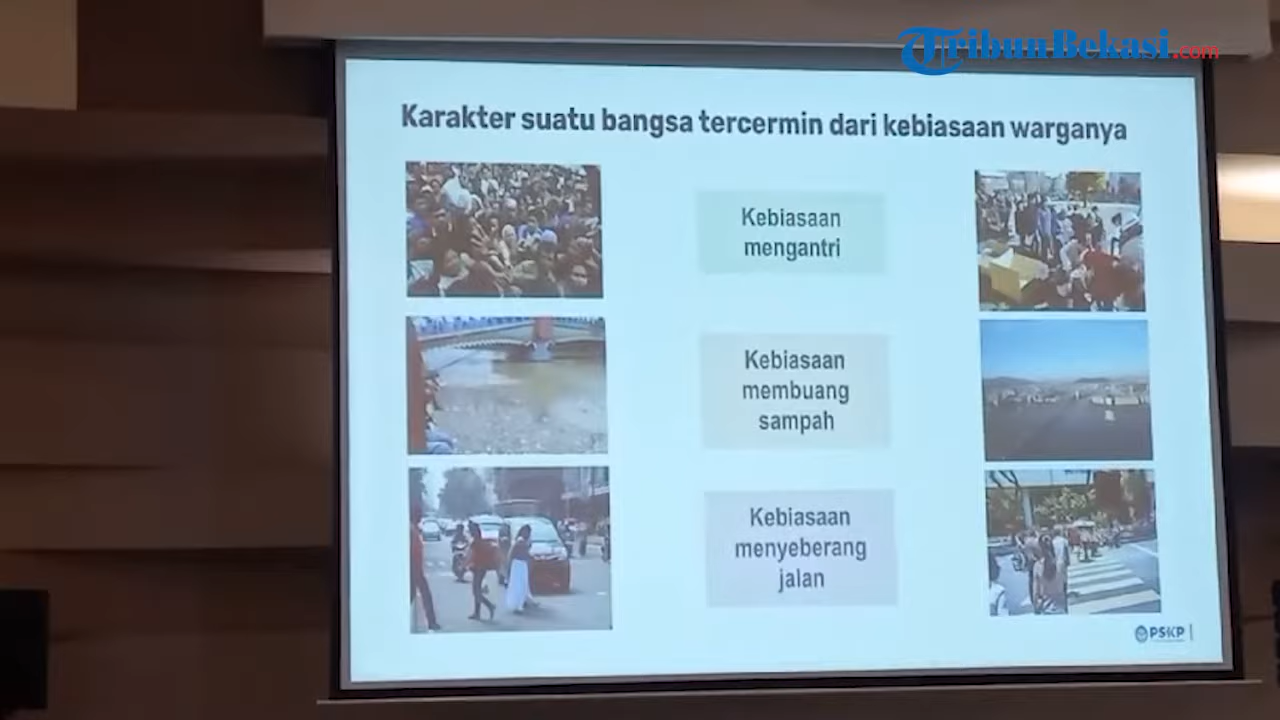 TribunBekasi.com
Karakter suatu bangsa tercermin dari kebiasaan warganya
Kebiasaan
mengantri
Kebiasaan
membuang
sampah
Kebiasaan
menyeberang
jalan
PSKP